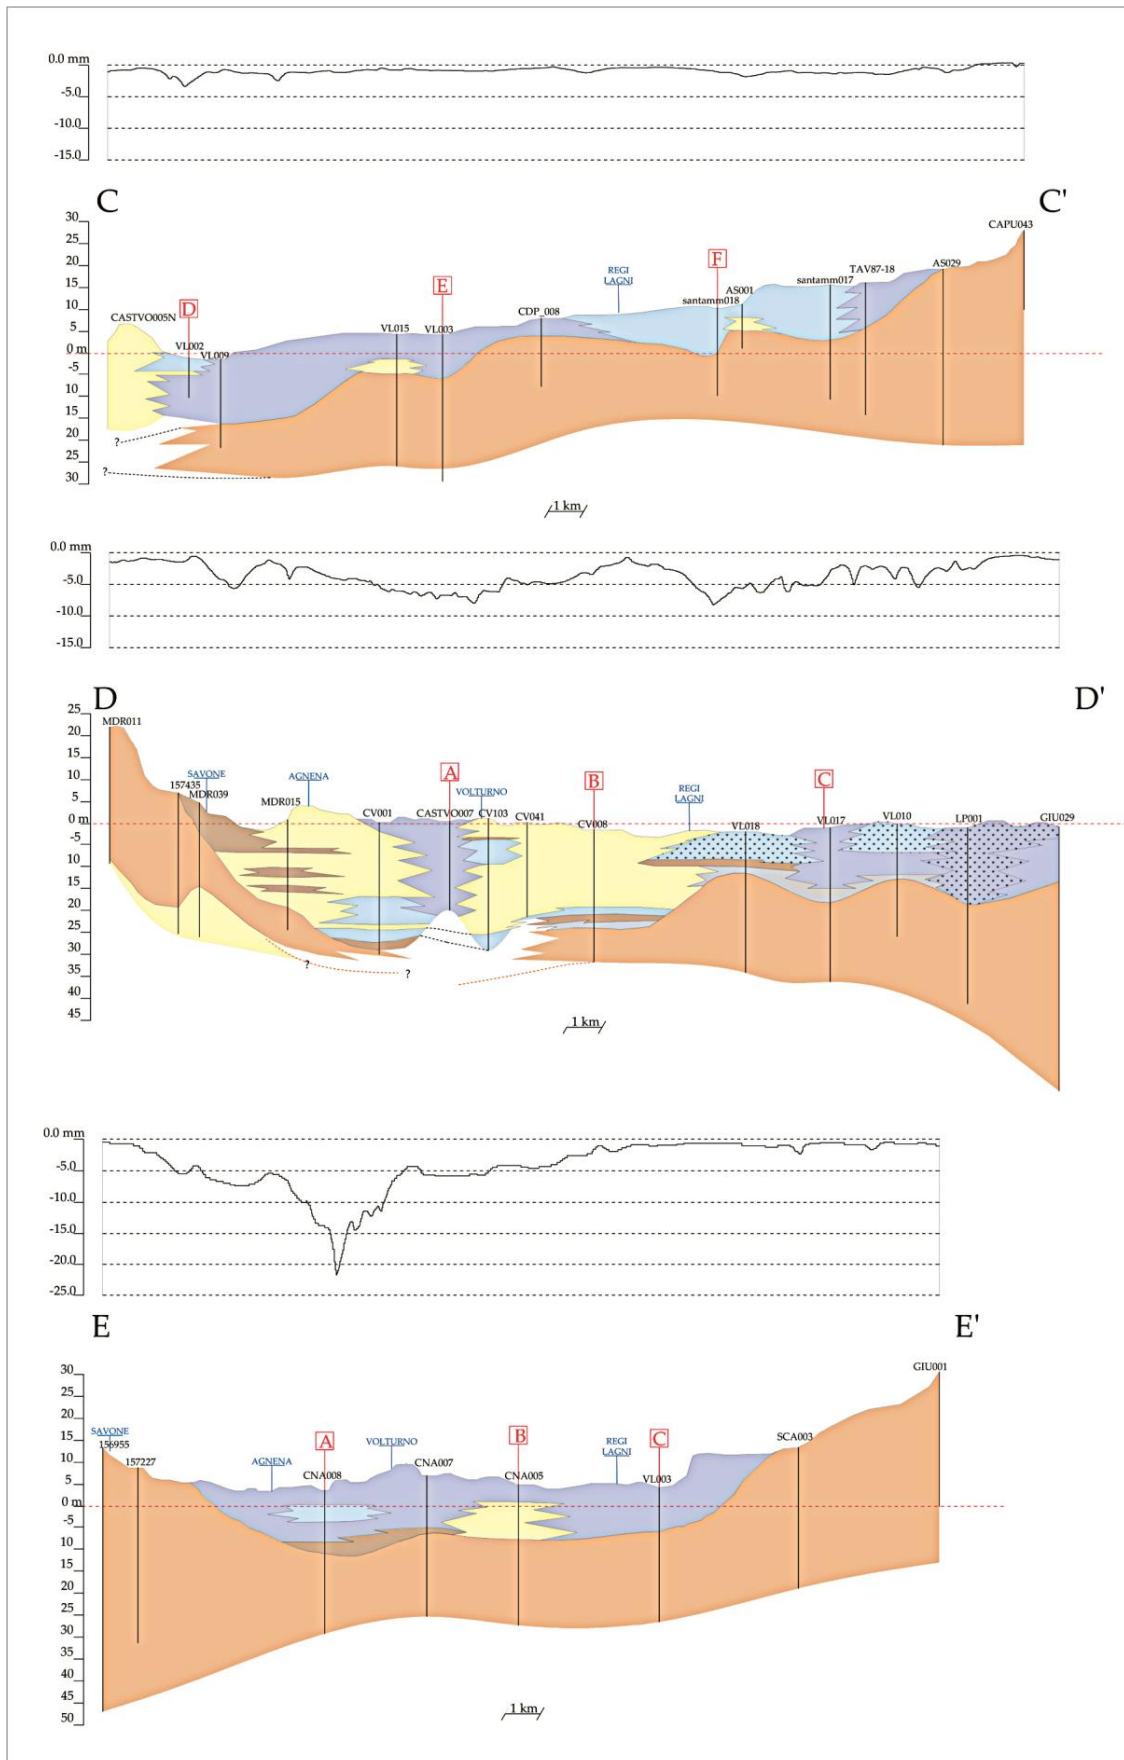 0.0 mm
-5.0
-10.0
-15.0
C
C'
30
25
20
15
10
5
0 m
5
10
15
20
25
30
CASTVO005N
D
VL002
VL009
VL015
E
VL003
CDP_008
REGI
LAGNI
F
santamm018
AS001
santamm017
TAV87-18
AS029
CAPU043
?
?
1 km
0.0 mm
-5.0
-10.0
-15.0
D
D'
25
20
15
10
5
0 m
5
10
15
20
25
30
35
40
45
MDR011
157435
SAVONE
MDR039
MDR015
AGNENA
CV001
A
CASTVO007
VOLTURNO
CV103
CV041
B
CV008
REGI
LAGNI
VL018
C
VL017
VL010
LP001
GIU029
?
?
1 km
0.0 mm
-5.0
-10.0
-15.0
-20.0
-25.0
E
E'
30
25
20
15
10
5
0 m
-5
10
15
20
25
30
35
40
45
50
SAVONE
156955
157227
AGNENA
A
CNA008
VOLTURNO
CNA007
B
CNA005
REGI
LAGNI
C
VL003
SCA003
GIU001
1 km